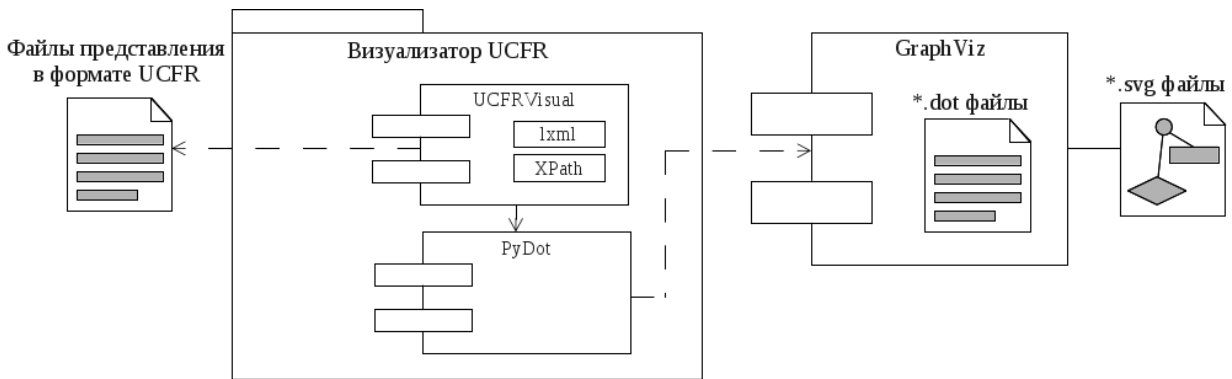 Файлы представления
в формате UCFR
Визуализатор UCFR
UCFRVisual
lxml
XPath
PyDot
GraphViz
*.dot файлы
*.svg файлы